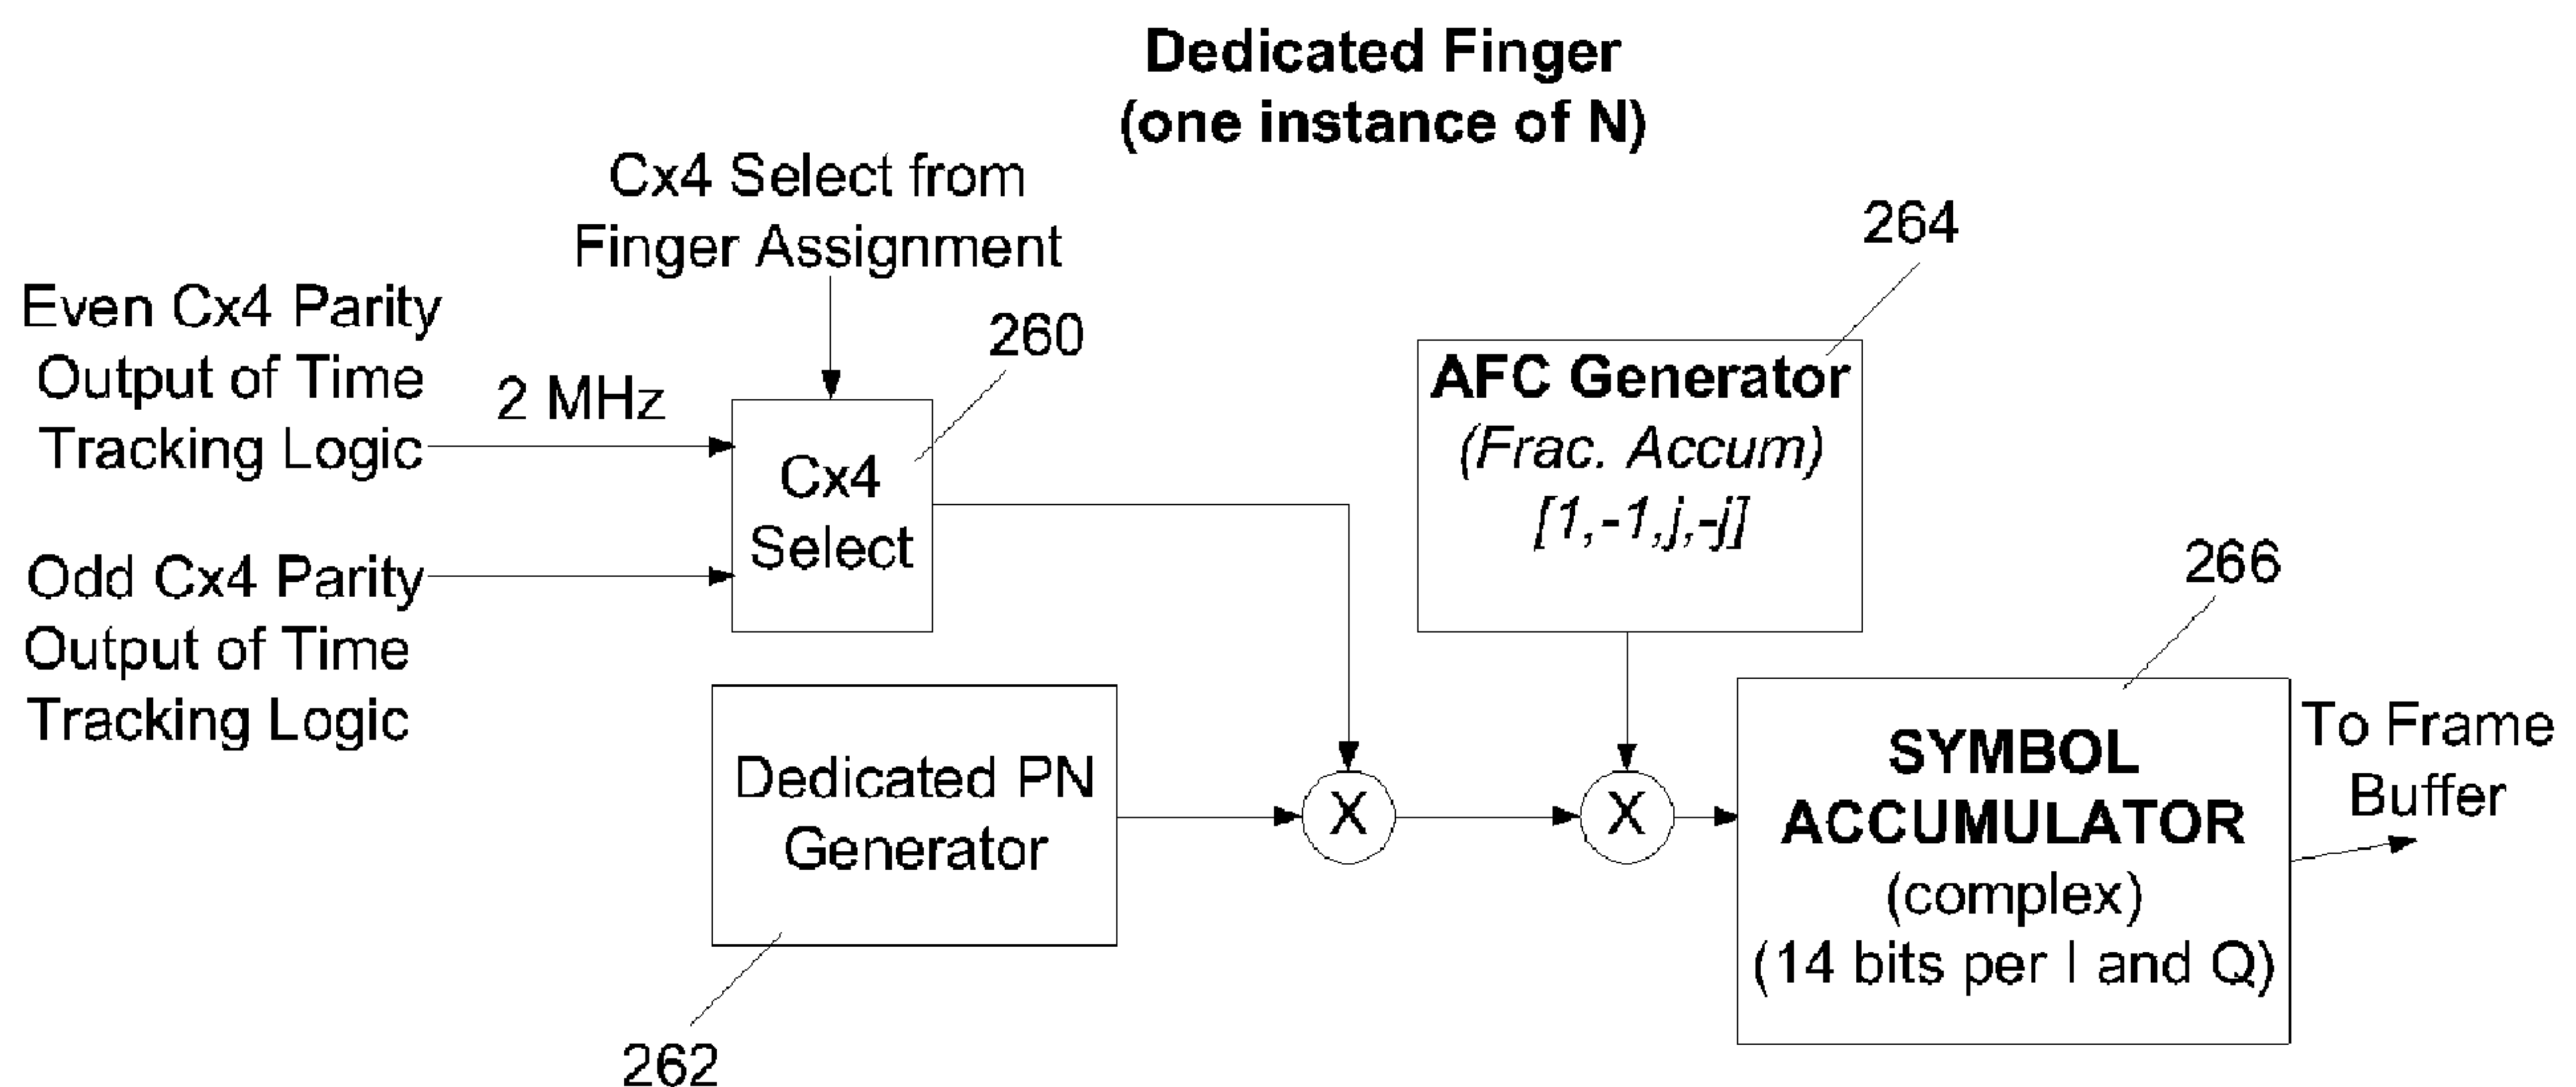 Dedicated Finger
(one instance of N)
Cx4 Select from
Finger Assignment
264
Even Cx4 Parity
Output of Time
Tracking Logic
2 MHz
260
Cx4
Select
AFC Generator
(Frac. Accum)
[1,-1,j,-j]
Odd Cx4 Parity
Output of Time
Tracking Logic
266
Dedicated PN
Generator
X
X
SYMBOL
ACCUMULATOR
(complex)
(14 bits per I and Q)
To Frame
Buffer
262